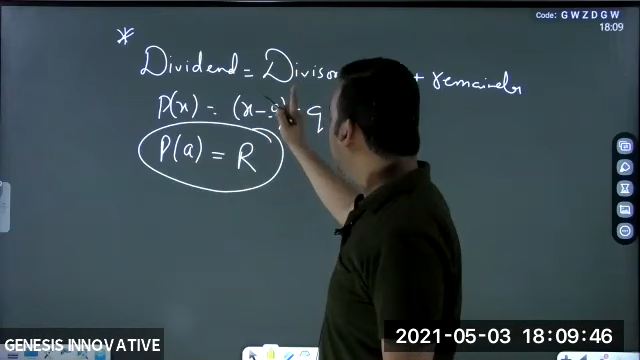 Code: G W Z D G W
18:09
*
Dividend = Divisor + remainder
P(x) = (x-a) . q
P(a) = R
GENESIS INNOVATIVE
2021-05-03 18:09:46